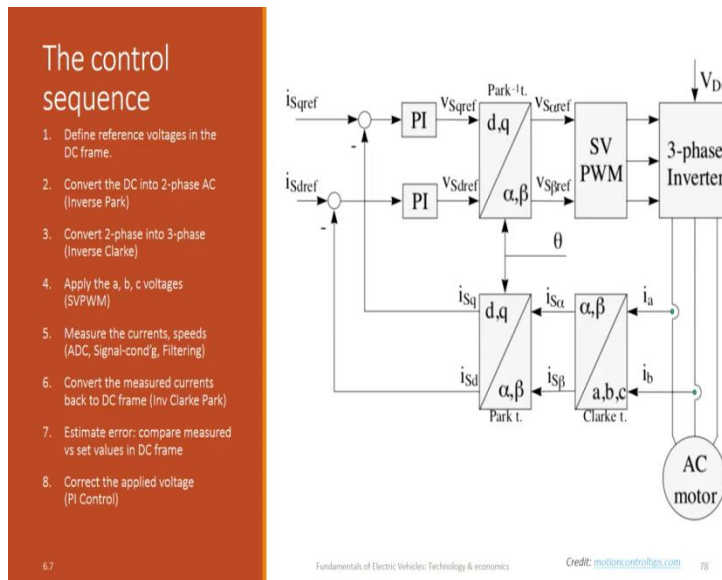 The control
sequence
1. Define reference voltages in the
DC frame.
2. Convert the DC into 2-phase AC
(Inverse Park)
3. Convert 2-phase into 3-phase
(Inverse Clarke)
4. Apply the a, b, c voltages
(SVPWM)
5. Measure the currents, speeds
(ADC, Signal-cond'g, Filtering)
6. Convert the measured currents
back to DC frame (Inv Clarke Park)
7. Estimate error: compare measured
vs set values in DC frame
8. Correct the applied voltage
(PI Control)
6.7
iSqref
-
PI
vSqref
Park⁻¹t.
d,q
α,β
vSαref
SV
PWM
VD
3-phase
Inverter
iSdref
-
PI
vSdref
vSβref
θ
iSq
d,q
α,β
Park t.
iSα
α,β
a,b,c
Clarke t.
ia
iSd
iSβ
ib
AC
motor
Fundamentals of Electric Vehicles: Technology & economics
Credit: motioncontroltips.com
78